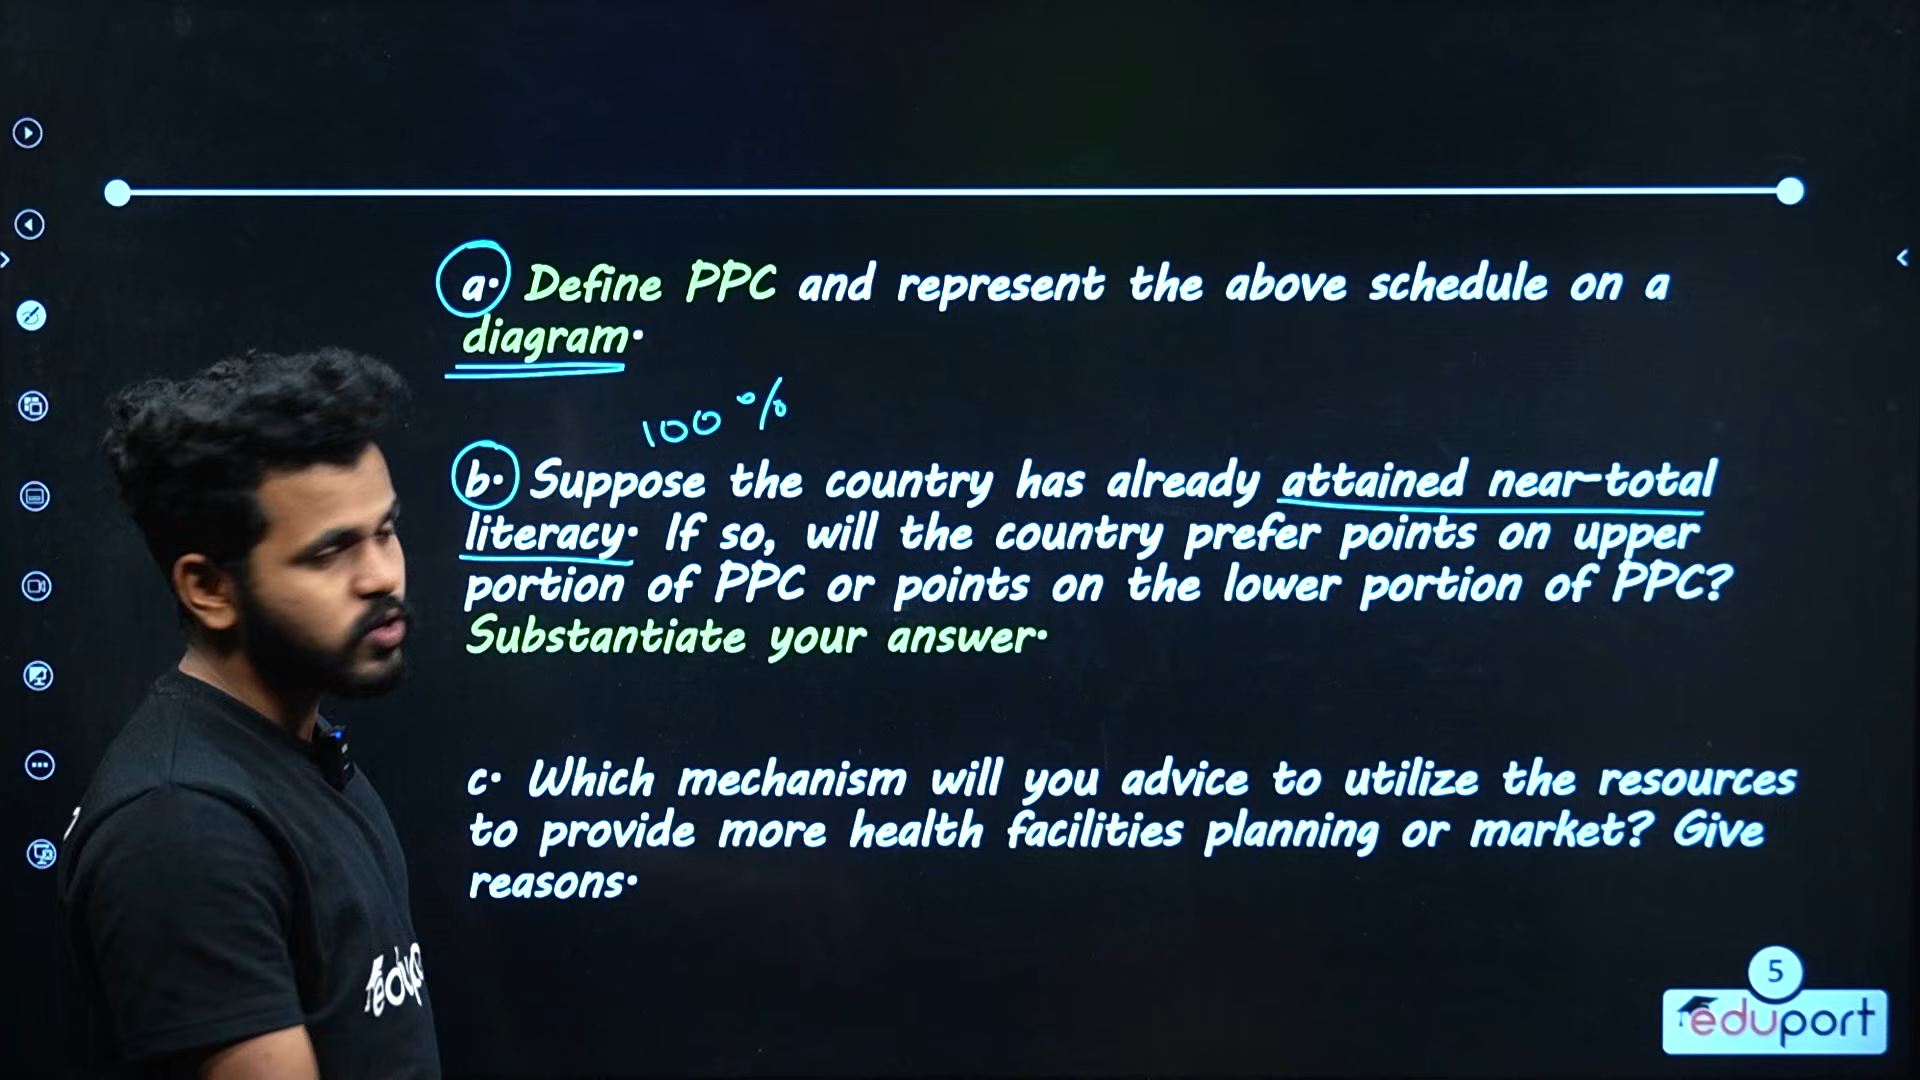 a. Define PPC and represent the above schedule on a
diagram.
100%
b. Suppose the country has already attained near-total
literacy. If so, will the country prefer points on upper
portion of PPC or points on the lower portion of PPC?
Substantiate your answer.
c. Which mechanism will you advice to utilize the resources
to provide more health facilities planning or market? Give
reasons.
5
eduport